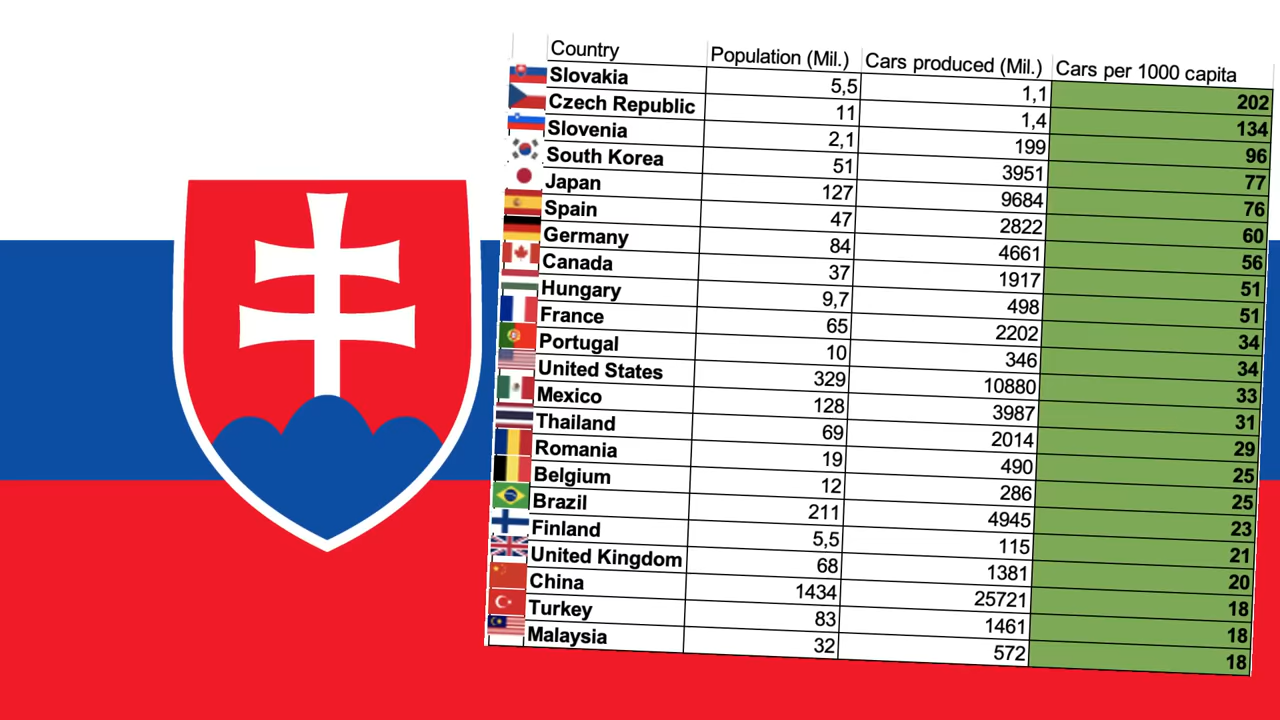 Country Population (Mil.) Cars produced (Mil.) Cars per 1000 capita
Slovakia 5,5 1,1 202
Czech Republic 11 1,4 134
Slovenia 2,1 199 96
South Korea 51 3951 77
Japan 127 9684 76
Spain 47 2822 60
Germany 84 4661 56
Canada 37 1917 51
Hungary 9,7 498 51
France 65 2202 34
Portugal 10 346 34
United States 329 10880 33
Mexico 128 3987 31
Thailand 69 2014 29
Romania 19 490 25
Belgium 12 286 25
Brazil 211 4945 23
Finland 5,5 115 21
United Kingdom 68 1381 20
China 1434 25721 18
Turkey 83 1461 18
Malaysia 32 572 18